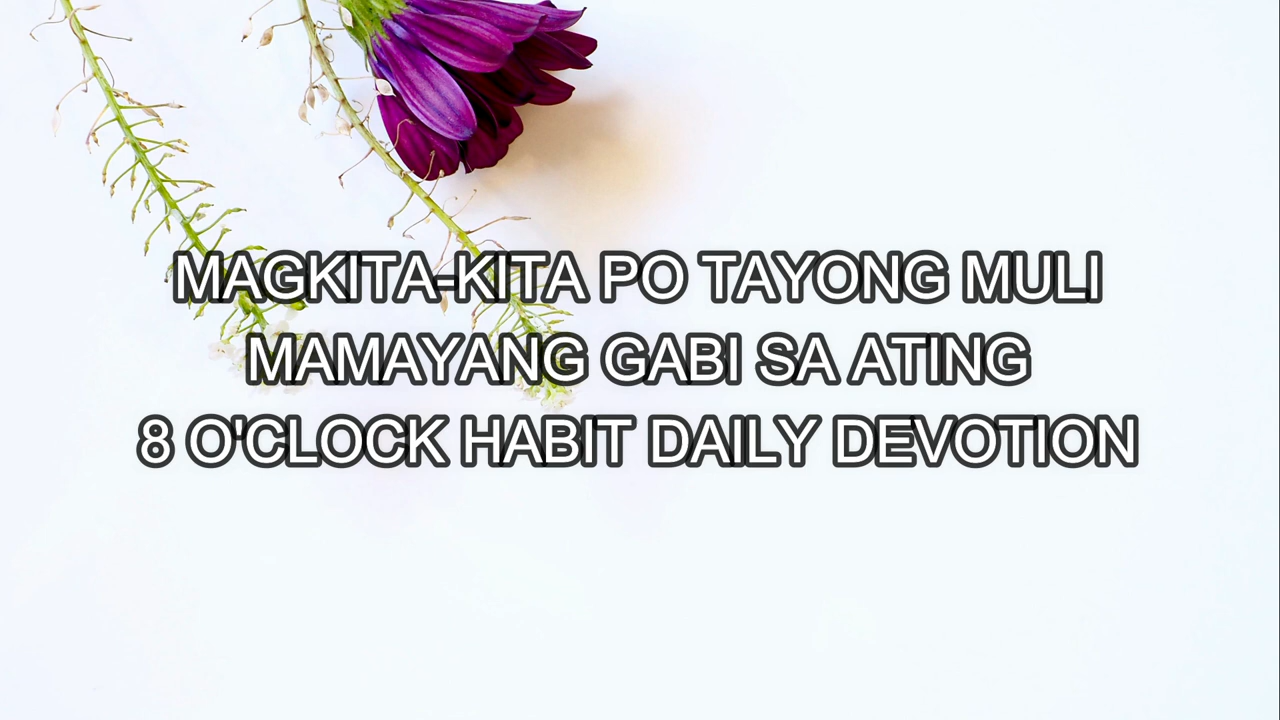 MAGKITA-KITA PO TAYONG MULI
MAMAYANG GABI SA ATING
8 O'CLOCK HABIT DAILY DEVOTION